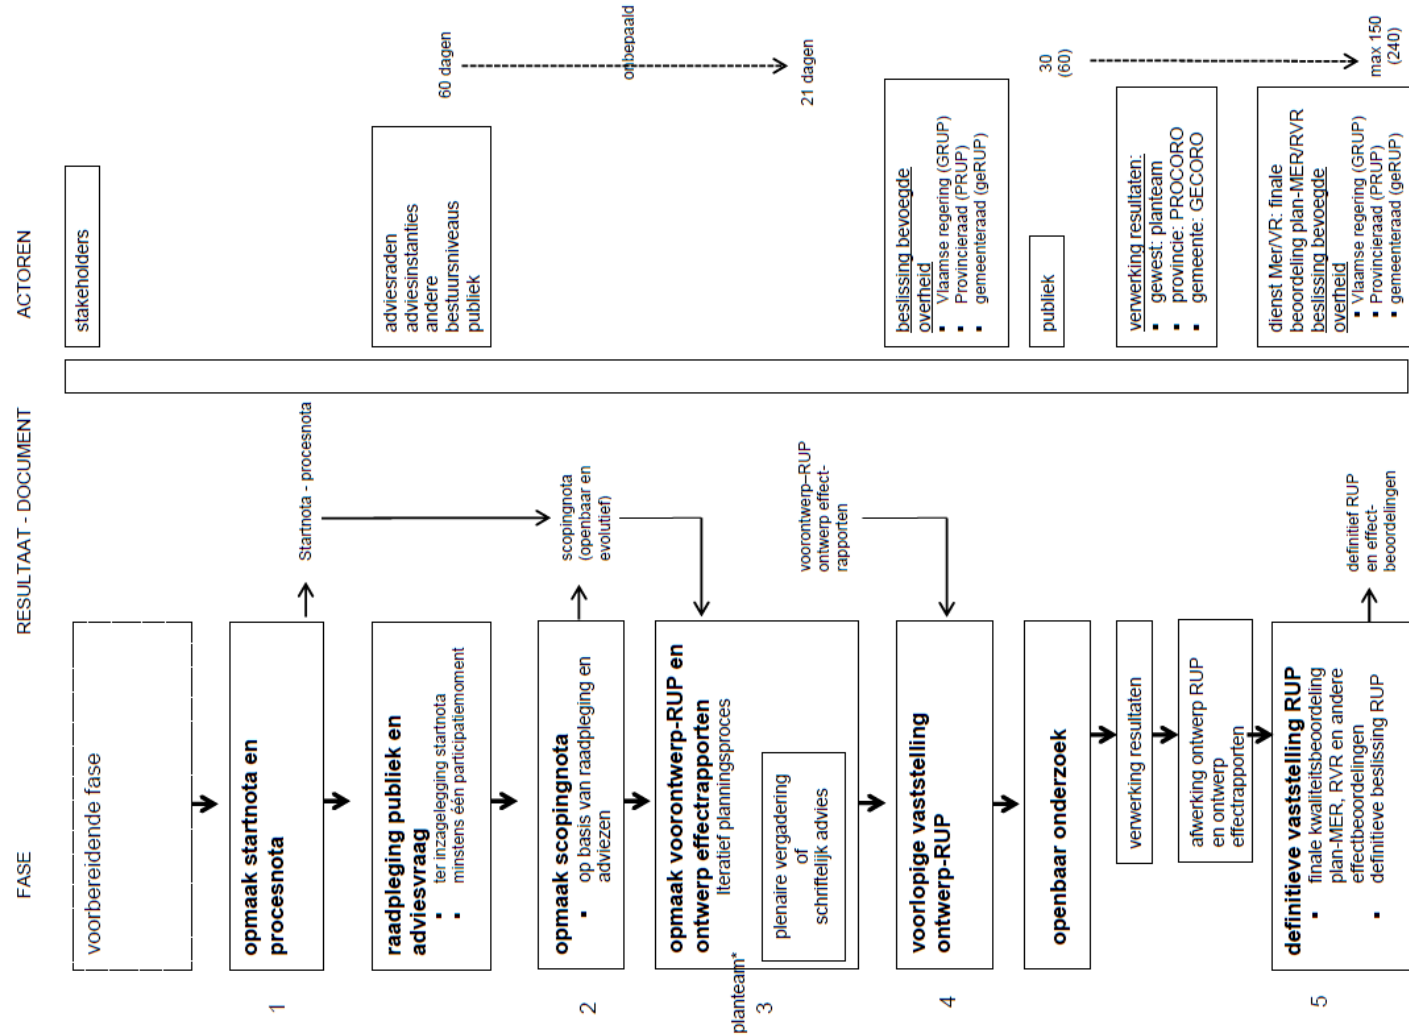 FASE
RESULTAAT - DOCUMENT
ACTOREN
voorbereidende fase
stakeholders
1
opmaak startnota en
procesnota
Startnota - procesnota
raadpleging publiek en
adviesvraag
▪ ter inzagelegging startnota
▪ minstens één participatiemoment
adviesraden
adviesinstanties
andere
bestuursniveaus
publiek
60 dagen
2
opmaak scopingnota
▪ op basis van raadpleging en
adviezen
scopingnota
(openbaar en
evolutief)
onbepaald
planteam*
3
opmaak voorontwerp-RUP en
ontwerp effectrapporten
Iteratief planningsproces
plenaire vergadering
of
schriftelijk advies
voorontwerp–RUP
ontwerp effect-
rapporten
21 dagen
4
voorlopige vaststelling
ontwerp-RUP
beslissing bevoegde
overheid
▪ Vlaamse regering (GRUP)
▪ Provincieraad (PRUP)
▪ gemeenteraad (geRUP)
openbaar onderzoek
publiek
30
(60)
verwerking resultaten
verwerking resultaten:
▪ gewest: planteam
▪ provincie: PROCORO
▪ gemeente: GECORO
afwerking ontwerp RUP
en ontwerp
effectrapporten
5
definitieve vaststelling RUP
▪ finale kwaliteitsbeoordeling
plan-MER, RVR en andere
effectbeoordelingen
▪ definitieve beslissing RUP
definitief RUP
en effect-
beoordelingen
dienst Mer/VR: finale
beoordeling plan-MER/RVR
beslissing bevoegde
overheid
▪ Vlaamse regering (GRUP)
▪ Provincieraad (PRUP)
▪ gemeenteraad (geRUP)
max 150
(240)